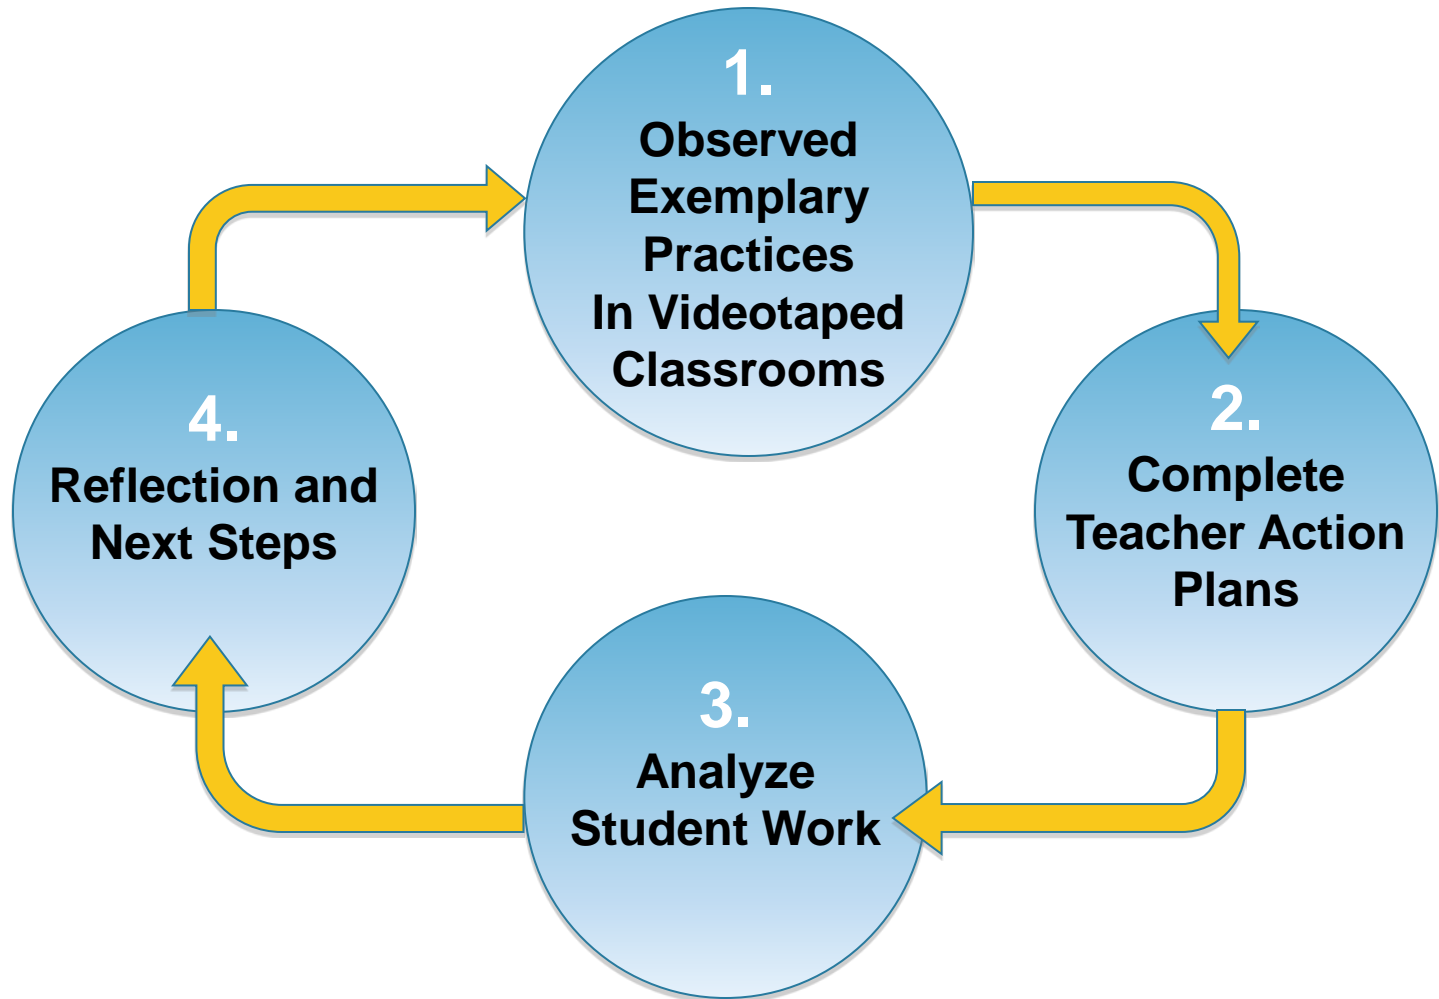 1.
Observed
Exemplary
Practices
In Videotaped
Classrooms
2.
Complete
Teacher Action
Plans
3.
Analyze
Student Work
4.
Reflection and
Next Steps